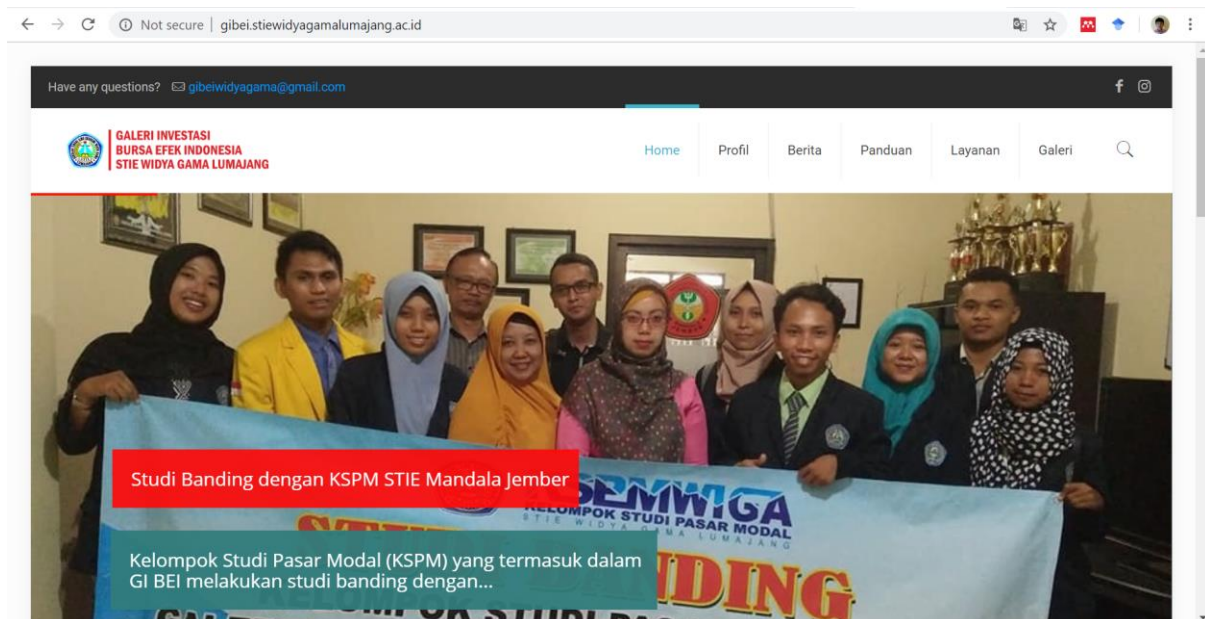 Not secure | gibei.stiewidyagamalumajang.ac.id
Have any questions? gibeiwidyagama@gmail.com
GALERI INVESTASI
BURSA EFEK INDONESIA
STIE WIDYA GAMA LUMAJANG
Home Profil Berita Panduan Layanan Galeri
JEMBER
Studi Banding dengan KSPM STIE Mandala Jember
KELOMPOK STUDI PASAR MODAL
STIE WIDYA GAMA LUMAJANG
Kelompok Studi Pasar Modal (KSPM) yang termasuk dalam
GI BEI melakukan studi banding dengan...